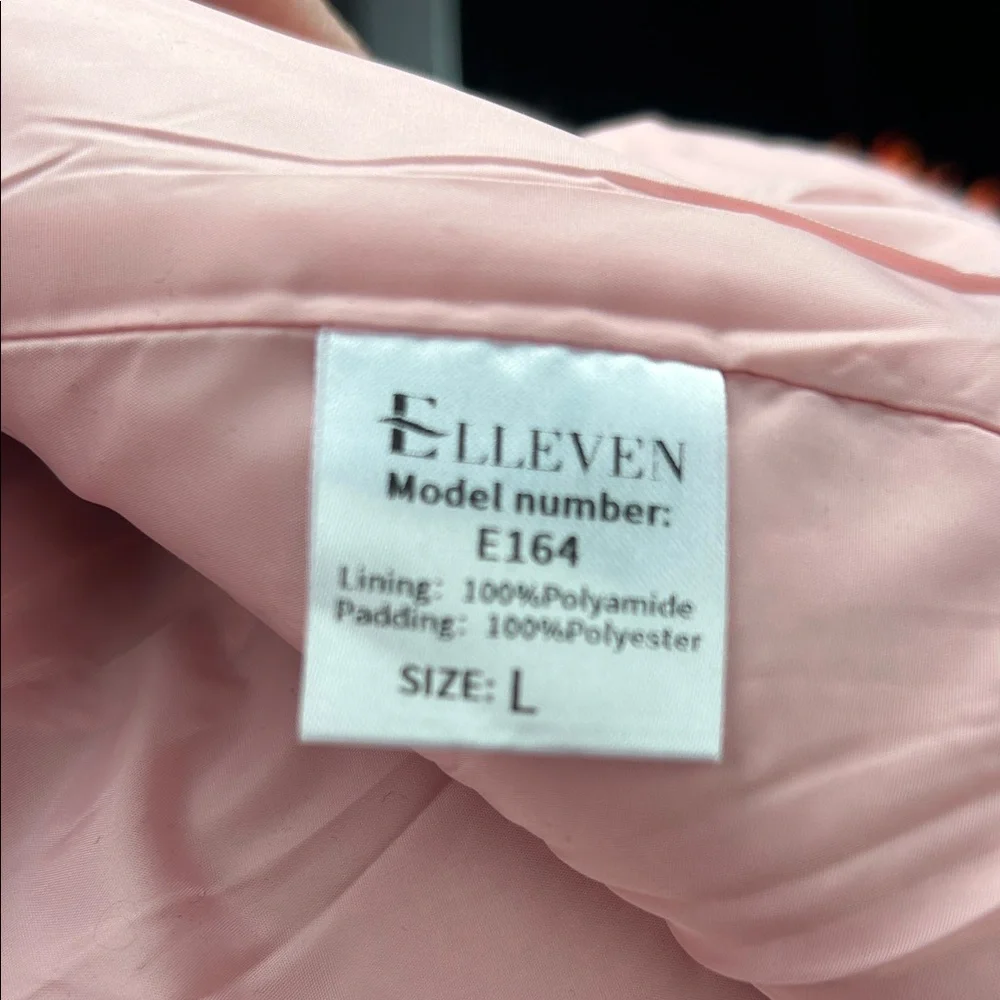 ELLEVEN
Model number:
E164
Lining: 100%Polyamide
Padding: 100%Polyester
SIZE: L